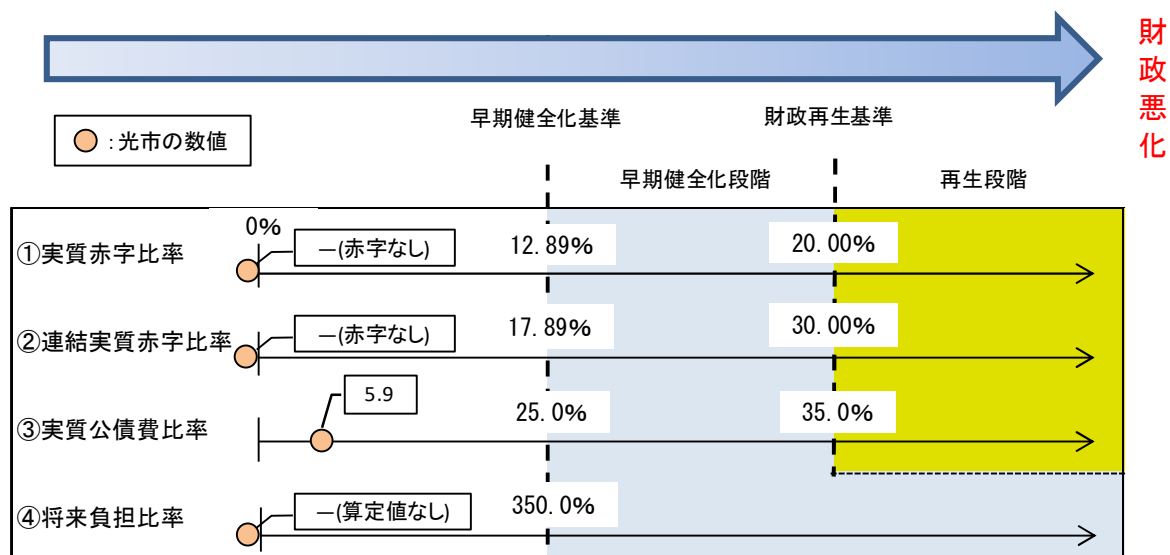 財政悪化
早期健全化基準
財政再生基準
：光市の数値
早期健全化段階
再生段階
0%
①実質赤字比率
－(赤字なし)
12.89%
20.00%
②連結実質赤字比率
－(赤字なし)
17.89%
30.00%
5.9
③実質公債費比率
25.0%
35.0%
④将来負担比率
－(算定値なし)
350.0%